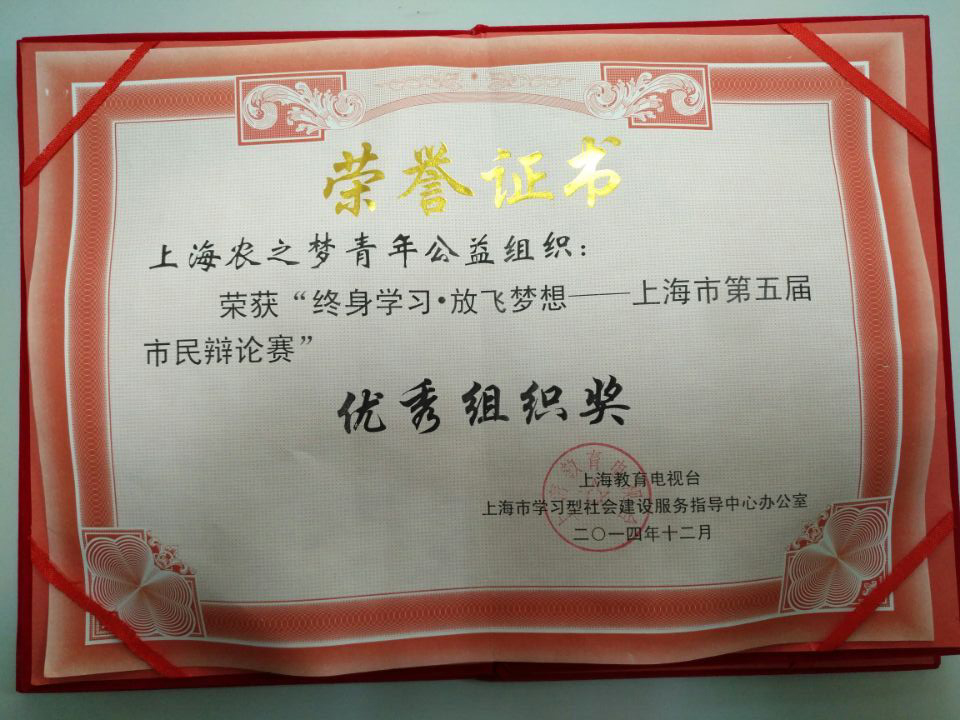 荣誉证书
上海农之梦青年公益组织：
荣获“终身学习•放飞梦想——上海市第五届
市民辩论赛”
优秀组织奖
上海教育电视台
上海市学习型社会建设服务指导中心办公室
二〇一四年十二月